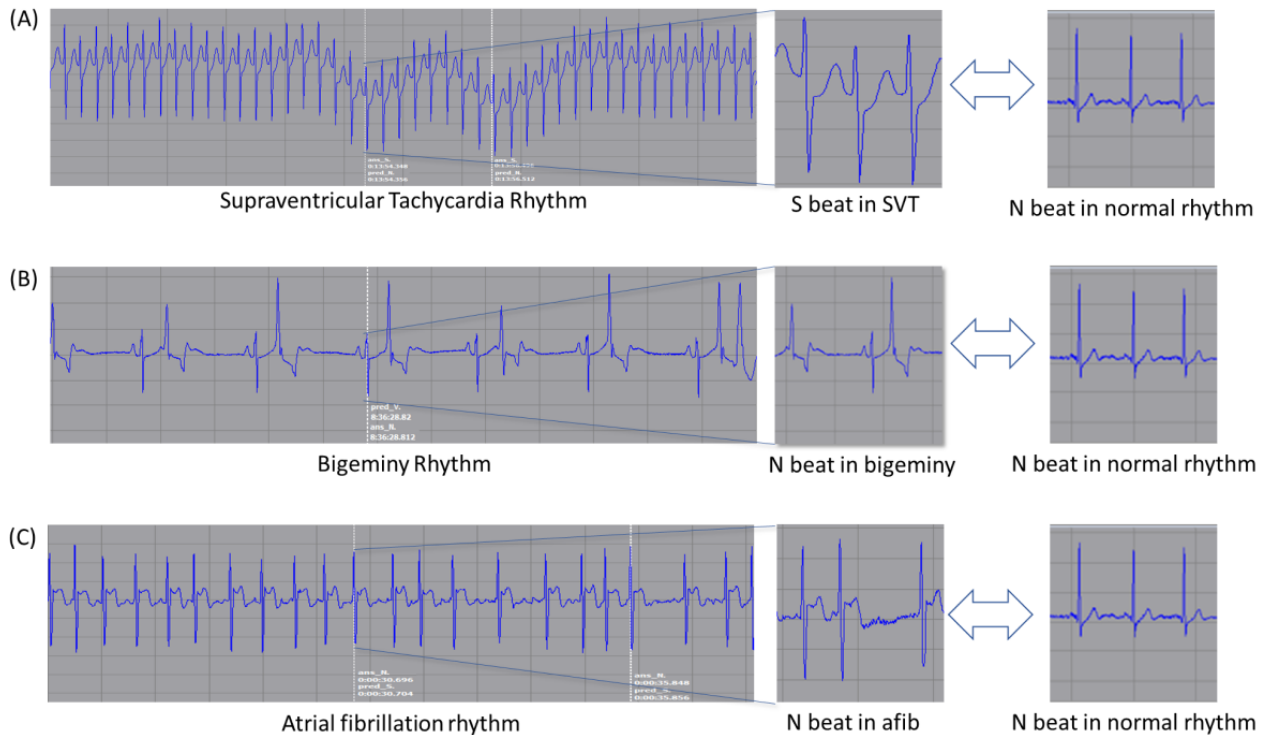 (A)
ans_S.
0:13:54.348
pred_N.
0:13:54.356
ans_S.
pred_N.
0:13:56.512
Supraventricular Tachycardia Rhythm
S beat in SVT
N beat in normal rhythm
(B)
pred_V.
8:36:28.82
ans_N.
8:36:28.812
Bigeminy Rhythm
N beat in bigeminy
N beat in normal rhythm
(C)
ans_N.
0:00:30.696
pred_S.
0:00:30.704
ans_N.
0:00:35.848
pred_S.
0:00:35.856
Atrial fibrillation rhythm
N beat in afib
N beat in normal rhythm